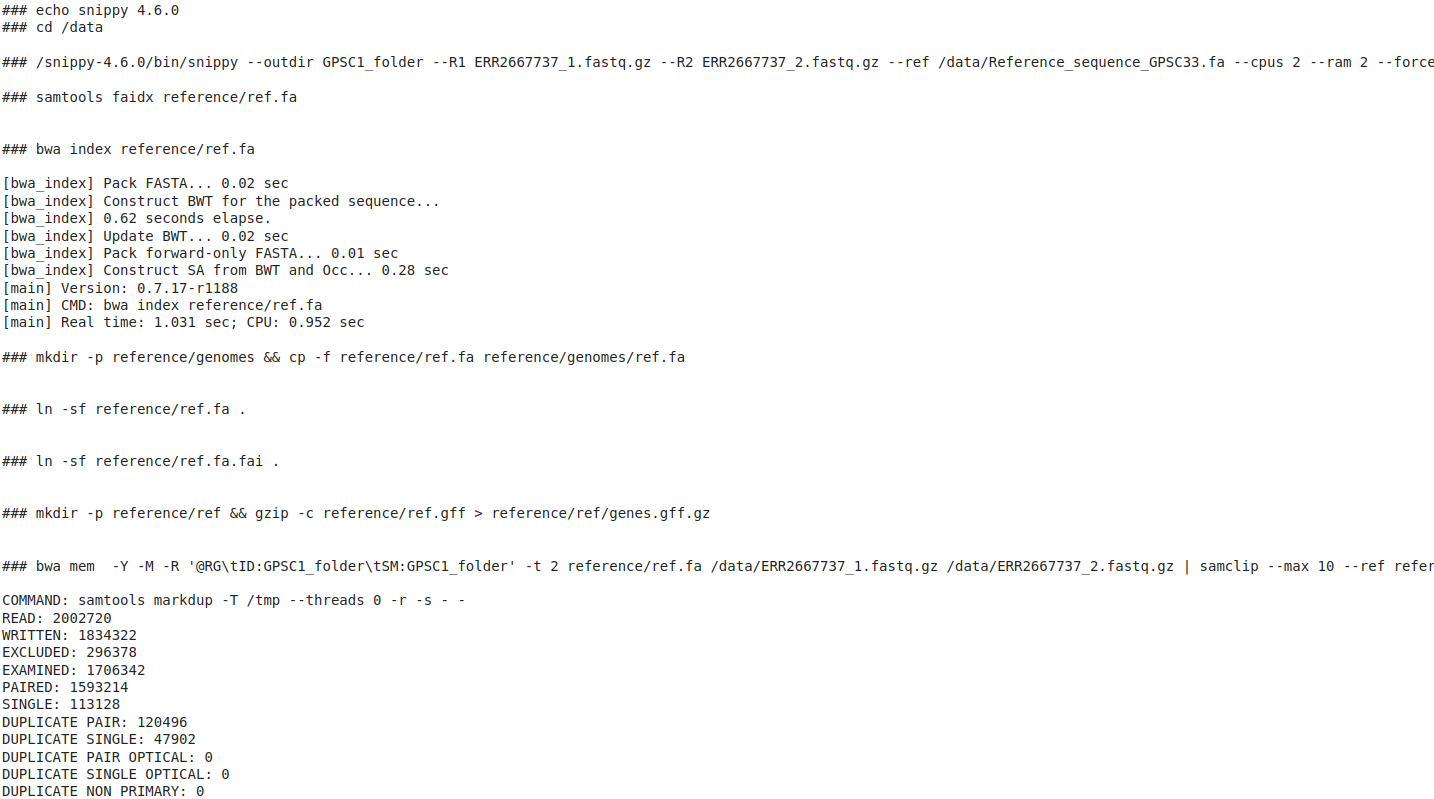 ### echo snippy 4.6.0
### cd /data
### /snippy-4.6.0/bin/snippy --outdir GPSC1_folder --R1 ERR2667737_1.fastq.gz --R2 ERR2667737_2.fastq.gz --ref /data/Reference_sequence_GPSC33.fa --cpus 2 --ram 2 --force
### samtools faidx reference/ref.fa
### bwa index reference/ref.fa
[bwa_index] Pack FASTA... 0.02 sec
[bwa_index] Construct BWT for the packed sequence...
[bwa_index] 0.62 seconds elapse.
[bwa_index] Update BWT... 0.02 sec
[bwa_index] Pack forward-only FASTA... 0.01 sec
[bwa_index] Construct SA from BWT and Occ... 0.28 sec
[main] Version: 0.7.17-r1188
[main] CMD: bwa index reference/ref.fa
[main] Real time: 1.031 sec; CPU: 0.952 sec
### mkdir -p reference/genomes && cp -f reference/ref.fa reference/genomes/ref.fa
### ln -sf reference/ref.fa .
### ln -sf reference/ref.fa.fai .
### mkdir -p reference/ref && gzip -c reference/ref.gff > reference/ref/genes.gff.gz
### bwa mem  -Y -M -R '@RG\tID:GPSC1_folder\tSM:GPSC1_folder' -t 2 reference/ref.fa /data/ERR2667737_1.fastq.gz /data/ERR2667737_2.fastq.gz | samclip --max 10 --ref refer
COMMAND: samtools markdup -T /tmp --threads 0 -r -s - -
READ: 2002720
WRITTEN: 1834322
EXCLUDED: 296378
EXAMINED: 1706342
PAIRED: 1593214
SINGLE: 113128
DUPLICATE PAIR: 120496
DUPLICATE SINGLE: 47902
DUPLICATE PAIR OPTICAL: 0
DUPLICATE SINGLE OPTICAL: 0
DUPLICATE NON PRIMARY: 0